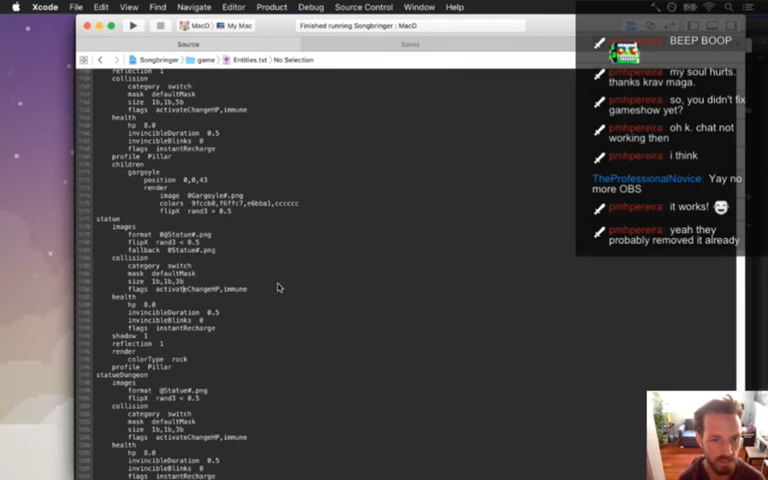 Xcode File Edit View Find Navigate Editor Product Debug Source Control Window Help
MacD My Mac
Finished running Songbringer : MacD
Source
Saves
Songbringer game Entities.txt No Selection
reflection 1
collision
category switch
mask defaultMask
size 1b,1b,5b
flags activateChangeHP,immune
health
hp 8.0
invincibleDuration 0.5
invincibleBlinks 0
flags instantRecharge
profile Pillar
children
gargoyle
position 0,0,43
render
image 0Gargoyle#.png
colors 9fccb0,f6ffc7,e6bba1,cccccc
flipX rand3 > 0.5
statue
images
format 0@Statue#.png
flipX rand3 < 0.5
fallback 0Statue#.png
collision
category switch
mask defaultMask
size 1b,1b,3b
flags activateChangeHP,immune
health
hp 8.0
invincibleDuration 0.5
invincibleBlinks 0
flags instantRecharge
shadow 1
reflection 1
render
colorType rock
profile Pillar
statueDungeon
images
format @Statue#.png
flipX rand3 < 0.5
collision
category switch
mask defaultMask
size 1b,1b,3b
flags activateChangeHP,immune
health
hp 8.0
invincibleDuration 0.5
invincibleBlinks 0
flags instantRecharge
pmhpereira: BEEP BOOP
pmhpereira: my soul hurts.
thanks krav maga.
pmhpereira: so, you didn't fix
gameshow yet?
pmhpereira: oh k. chat not
working then
pmhpereira: i think
TheProfessionalNovice: Yay no
more OBS
pmhpereira: it works!
pmhpereira: yeah they
probably removed it already